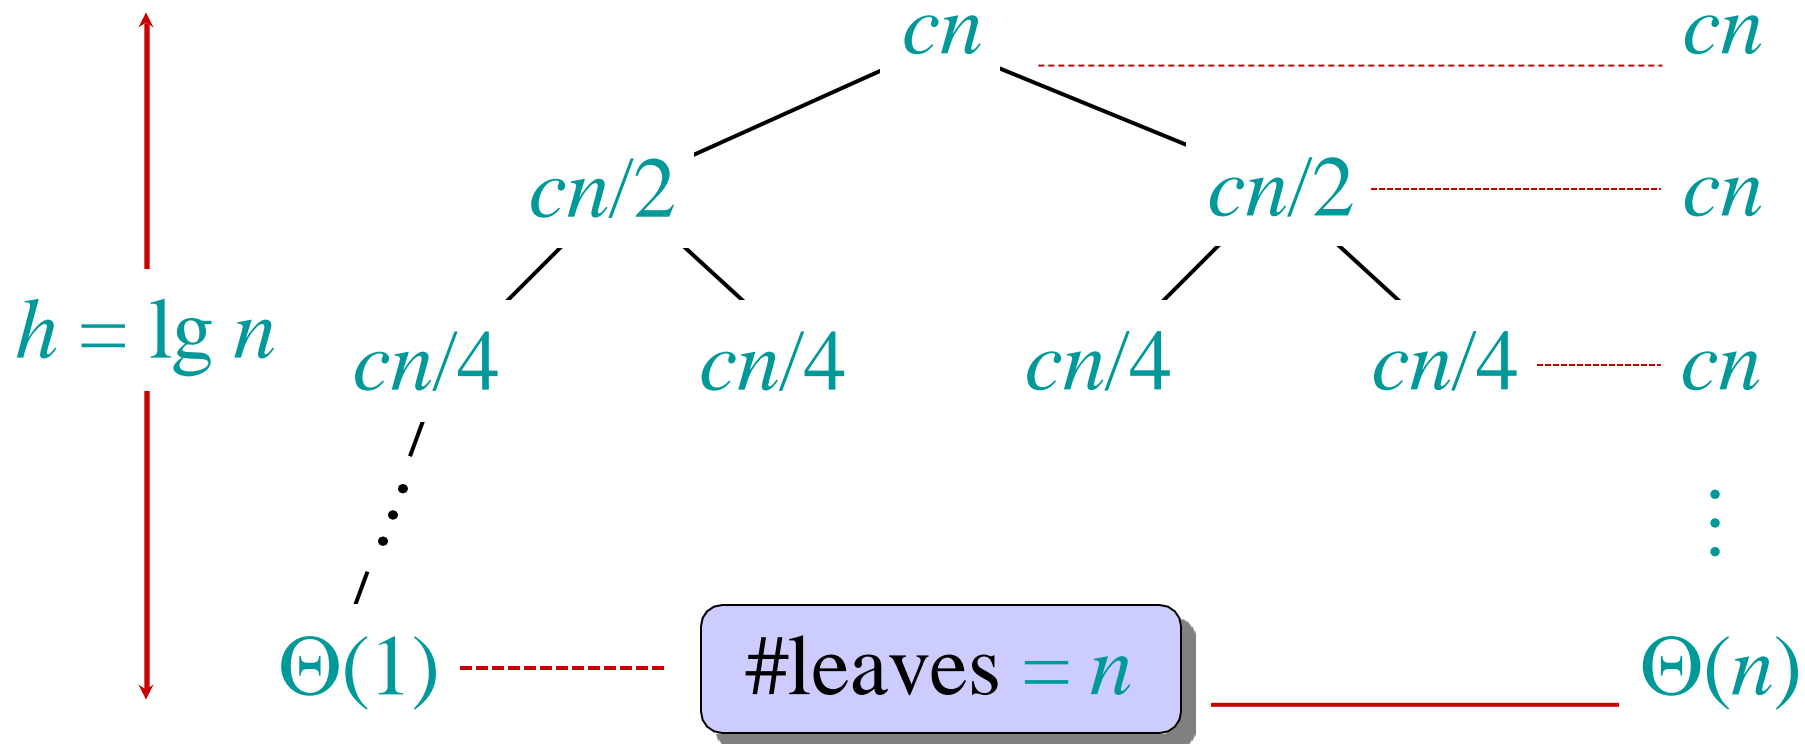 cn cn
cn/2 cn/2 cn
h = lg n cn/4 cn/4 cn/4 cn/4 cn
Θ(1) #leaves = n Θ(n)